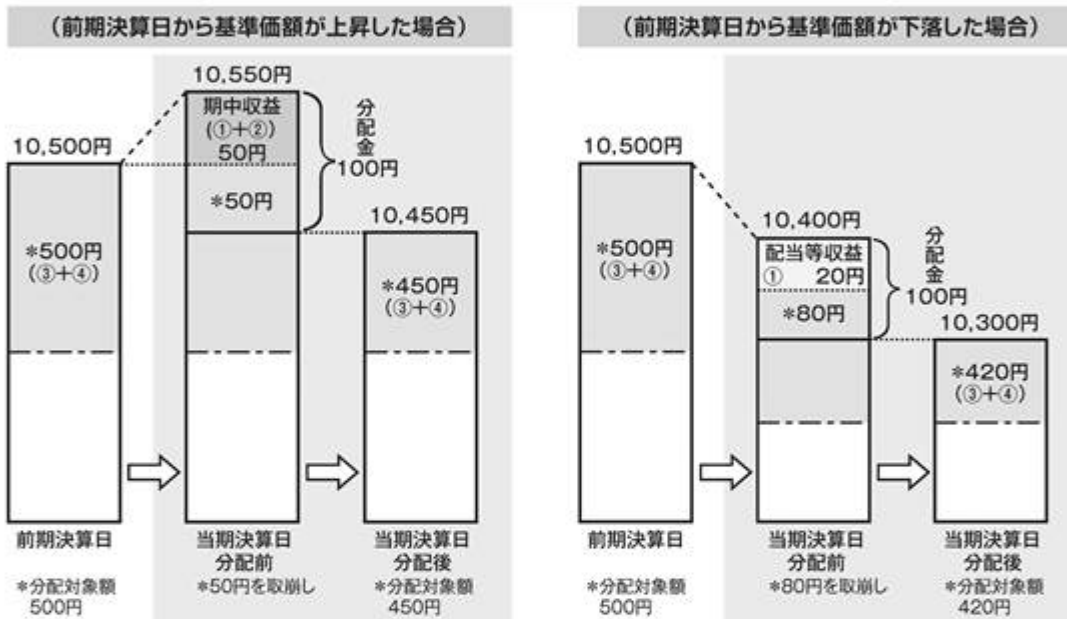 (前期決算日から基準価額が上昇した場合)
10,550円
期中収益
(①+②)
50円
分配金
100円
10,500円
*50円
10,450円
*500円
(③+④)
*450円
(③+④)
前期決算日
当期決算日
分配前
当期決算日
分配後
*分配対象額
500円
*50円を取崩し
*分配対象額
450円
(前期決算日から基準価額が下落した場合)
10,500円
10,400円
配当等収益
① 20円
分配金
100円
*500円
(③+④)
*80円
10,300円
*420円
(③+④)
前期決算日
当期決算日
分配前
当期決算日
分配後
*分配対象額
500円
*80円を取崩し
*分配対象額
420円